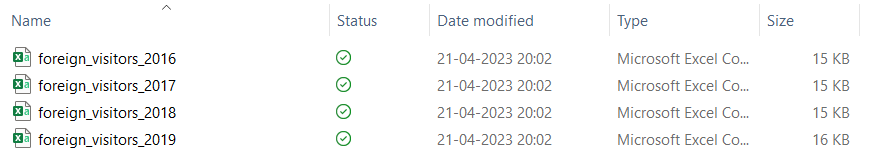 Name Status Date modified Type Size
foreign_visitors_2016 21-04-2023 20:02 Microsoft Excel Co... 15 KB
foreign_visitors_2017 21-04-2023 20:02 Microsoft Excel Co... 15 KB
foreign_visitors_2018 21-04-2023 20:02 Microsoft Excel Co... 15 KB
foreign_visitors_2019 21-04-2023 20:02 Microsoft Excel Co... 16 KB